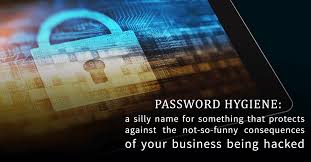 PASSWORD HYGIENE:
a silly name for something that protects
against the not-so-funny consequences
of your business being hacked